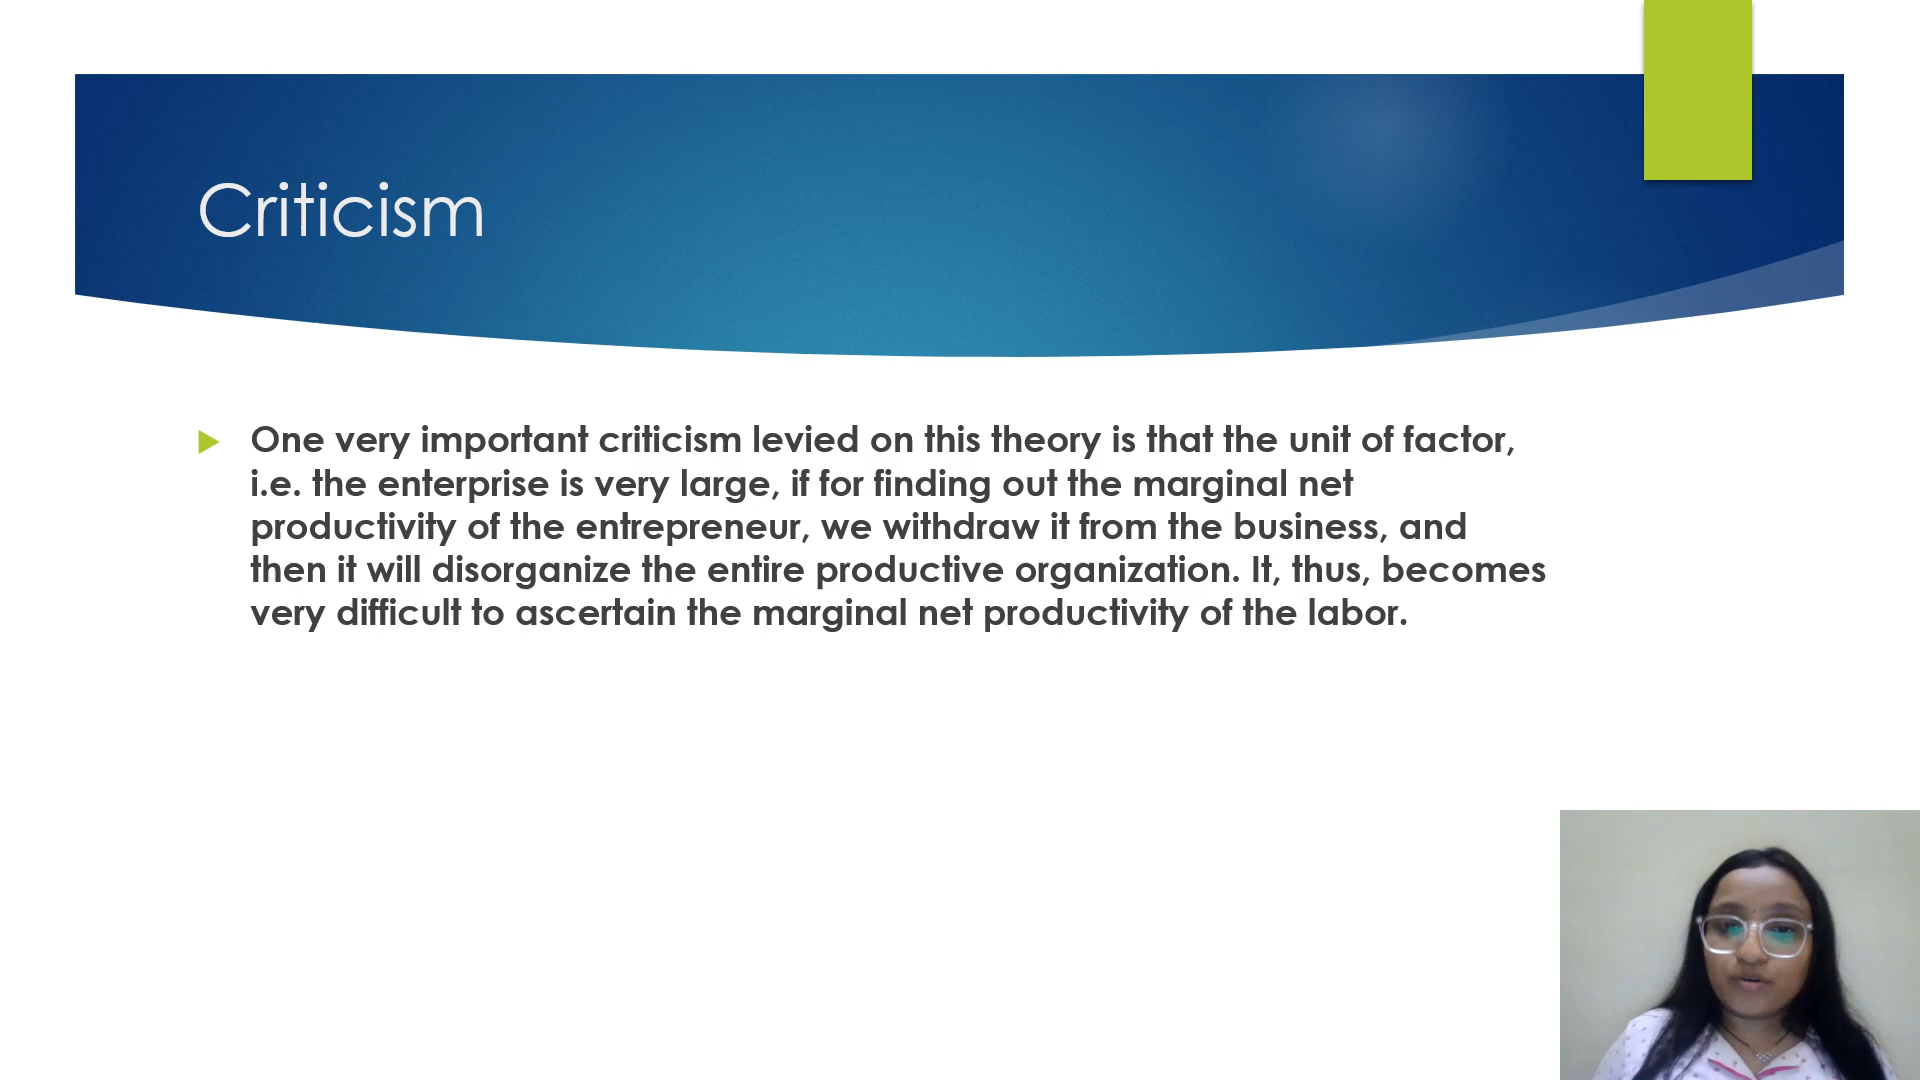 Criticism
One very important criticism levied on this theory is that the unit of factor,
i.e. the enterprise is very large, if for finding out the marginal net
productivity of the entrepreneur, we withdraw it from the business, and
then it will disorganize the entire productive organization. It, thus, becomes
very difficult to ascertain the marginal net productivity of the labor.